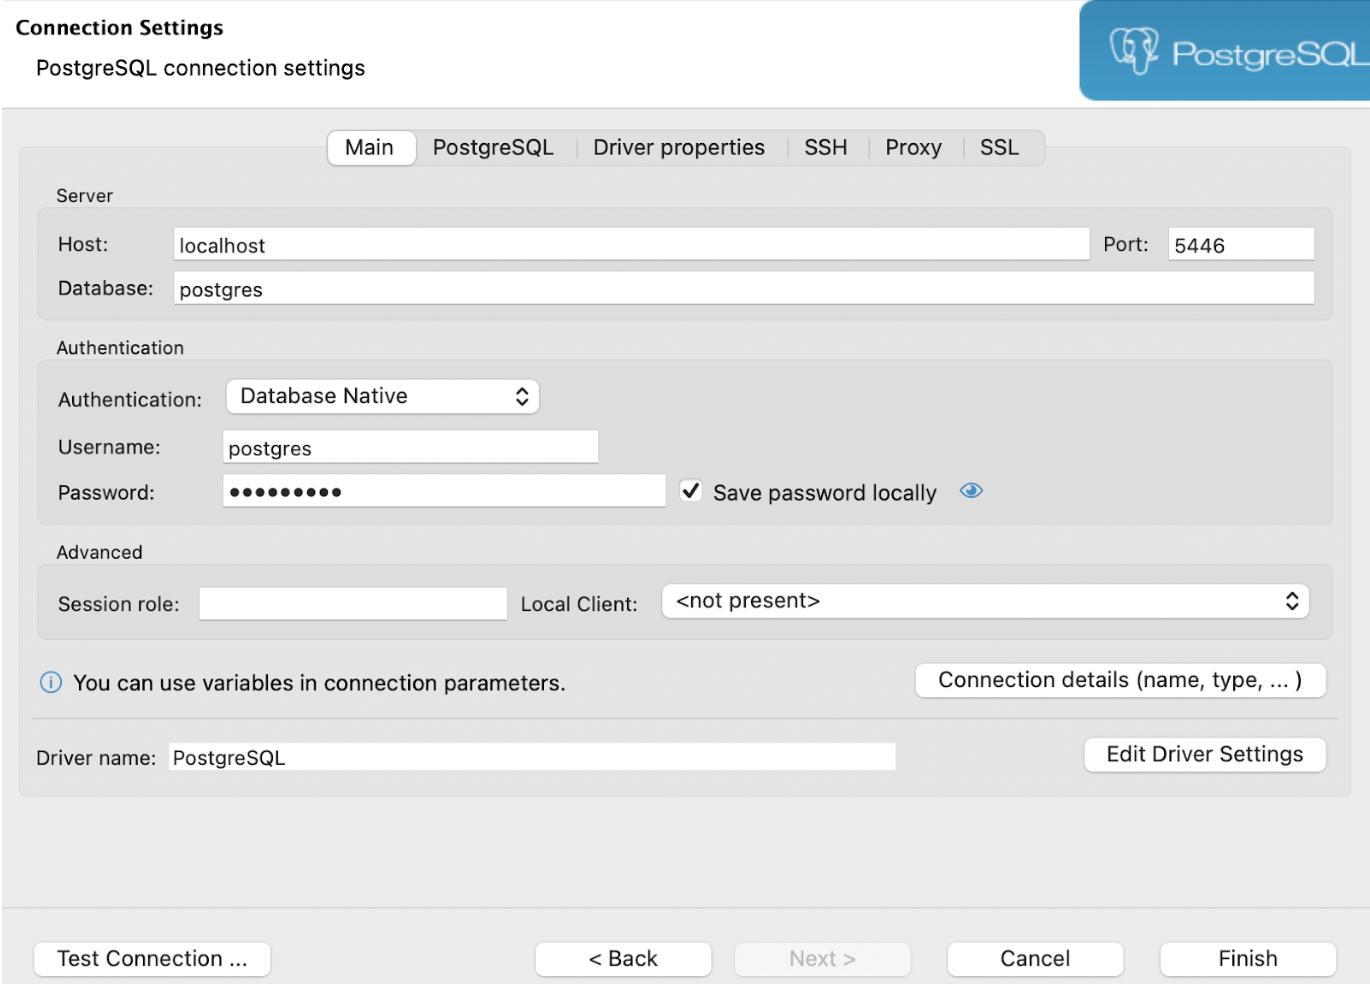 Connection Settings
PostgreSQL connection settings
PostgreSQL
Main PostgreSQL Driver properties SSH Proxy SSL
Server
Host: localhost Port: 5446
Database: postgres
Authentication
Authentication: Database Native
Username: postgres
Password: •••••••••  Save password locally
Advanced
Session role: Local Client: <not present>
You can use variables in connection parameters. Connection details (name, type, ... )
Driver name: PostgreSQL Edit Driver Settings
Test Connection ... < Back Next > Cancel Finish